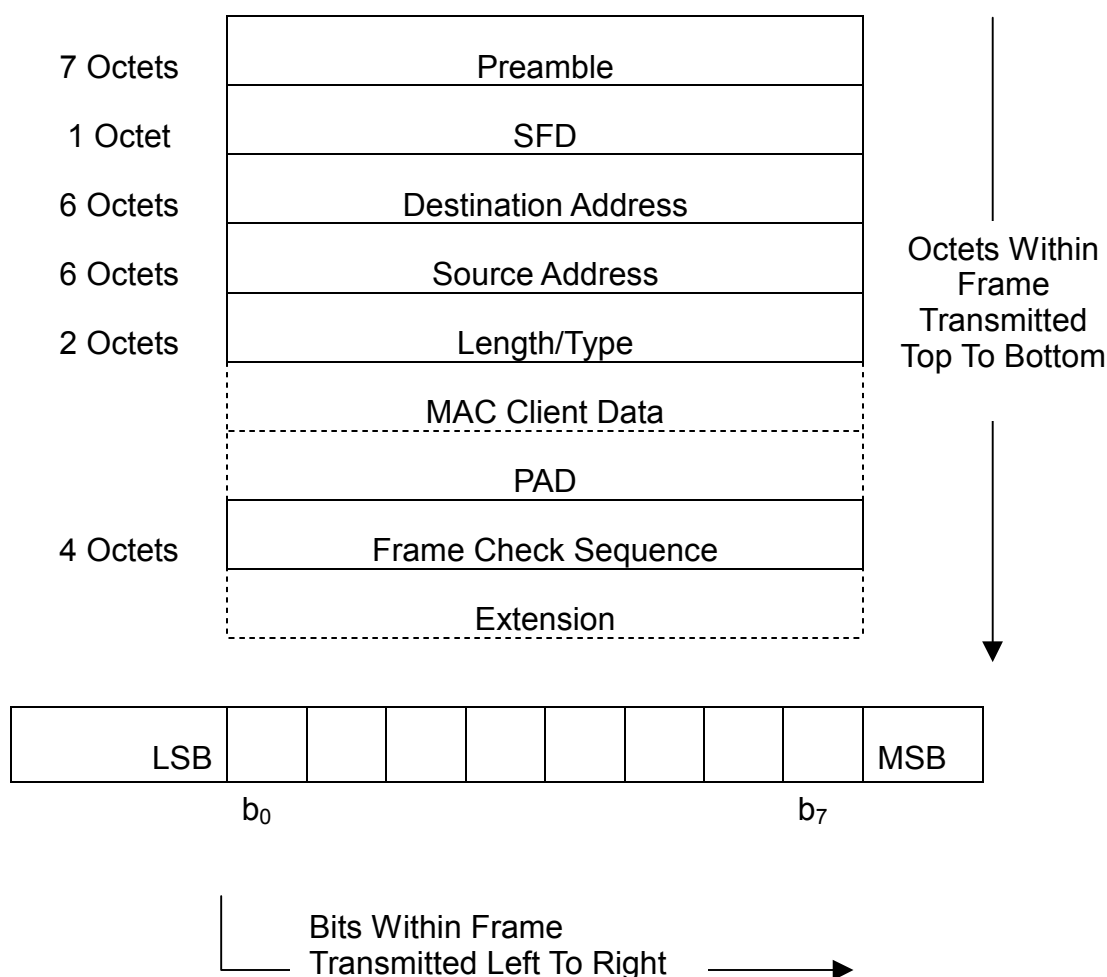 7 Octets Preamble
1 Octet SFD
6 Octets Destination Address
6 Octets Source Address
2 Octets Length/Type
MAC Client Data
PAD
4 Octets Frame Check Sequence
Extension
Octets Within
Frame
Transmitted
Top To Bottom
LSB MSB
b0 b7
Bits Within Frame
Transmitted Left To Right